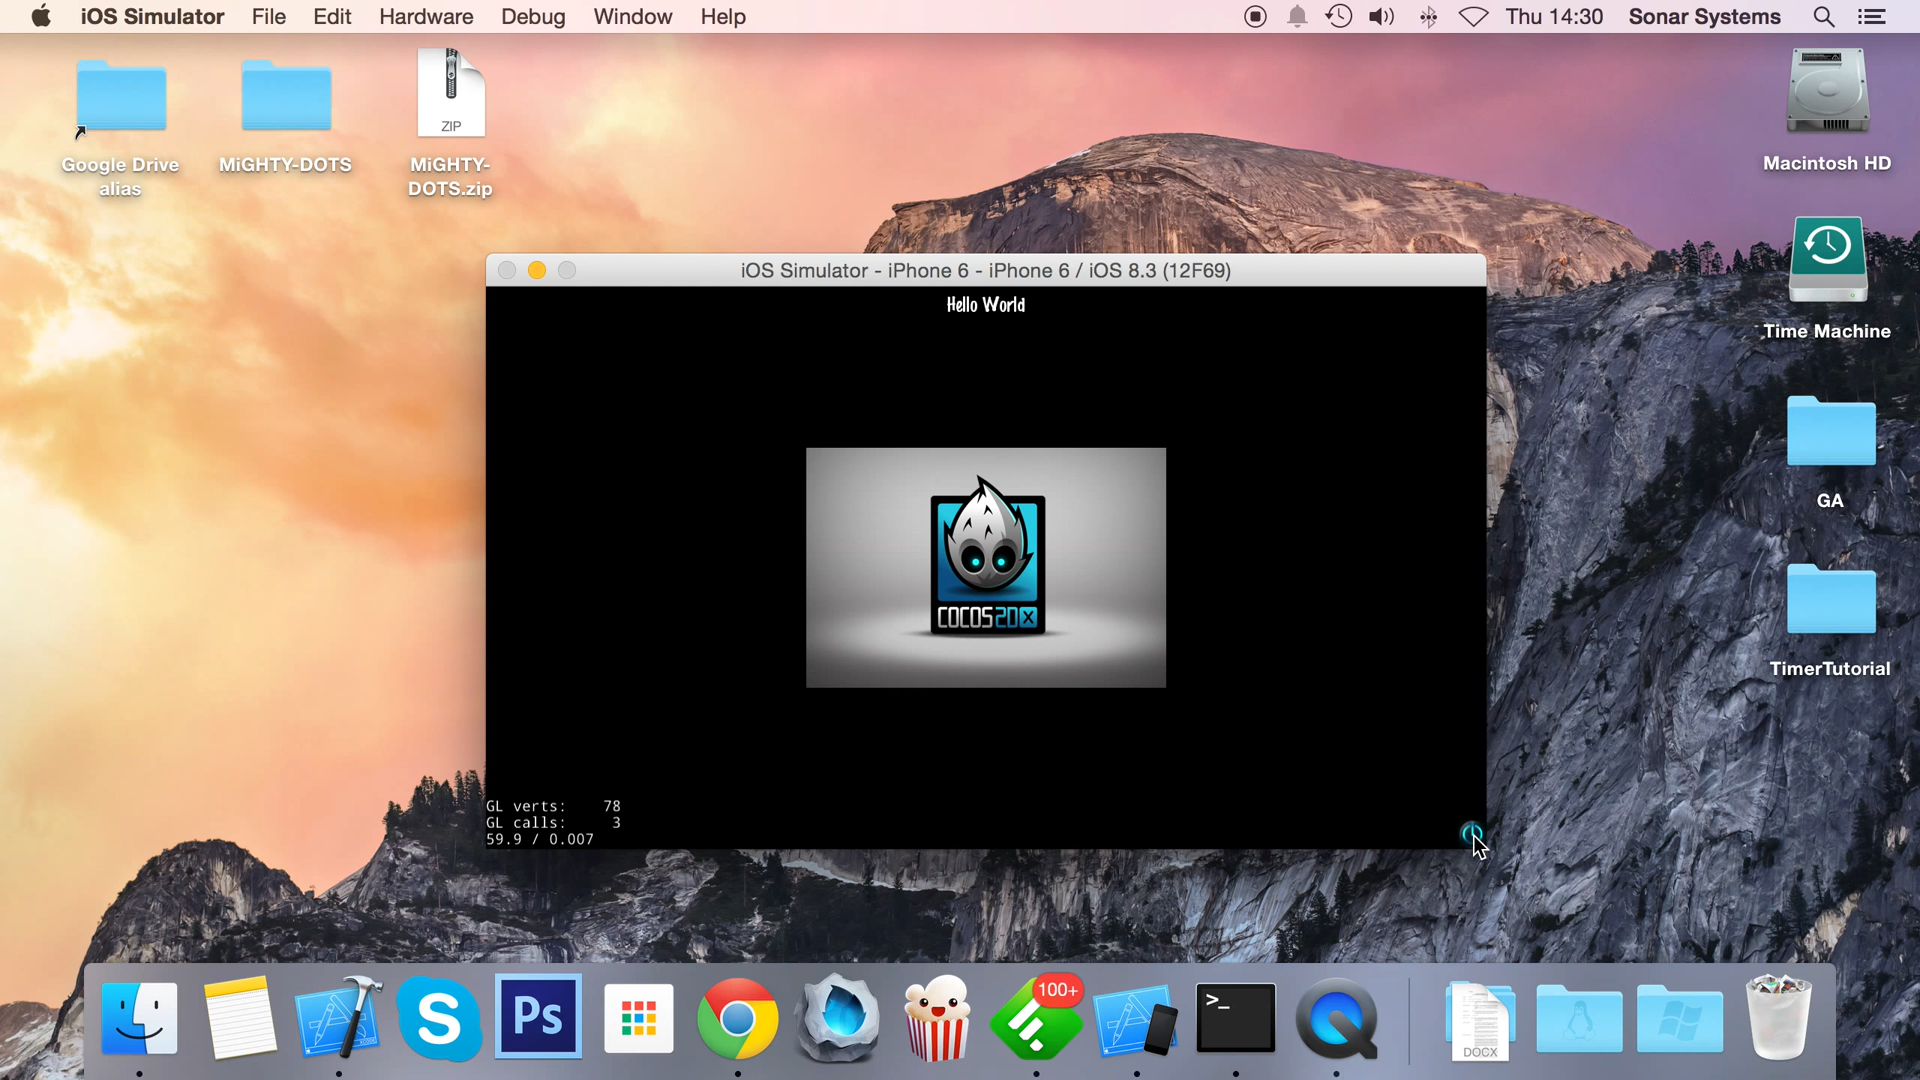 iOS Simulator File Edit Hardware Debug Window Help Thu 14:30 Sonar Systems
Google Drive
alias
MiGHTY-DOTS
ZIP
MiGHTY-
DOTS.zip
Macintosh HD
Time Machine
GA
TimerTutorial
iOS Simulator - iPhone 6 - iPhone 6 / iOS 8.3 (12F69)
Hello World
COCOS2DX
GL verts: 78
GL calls: 3
59.9 / 0.007
Ps
100+
>_
DOCX